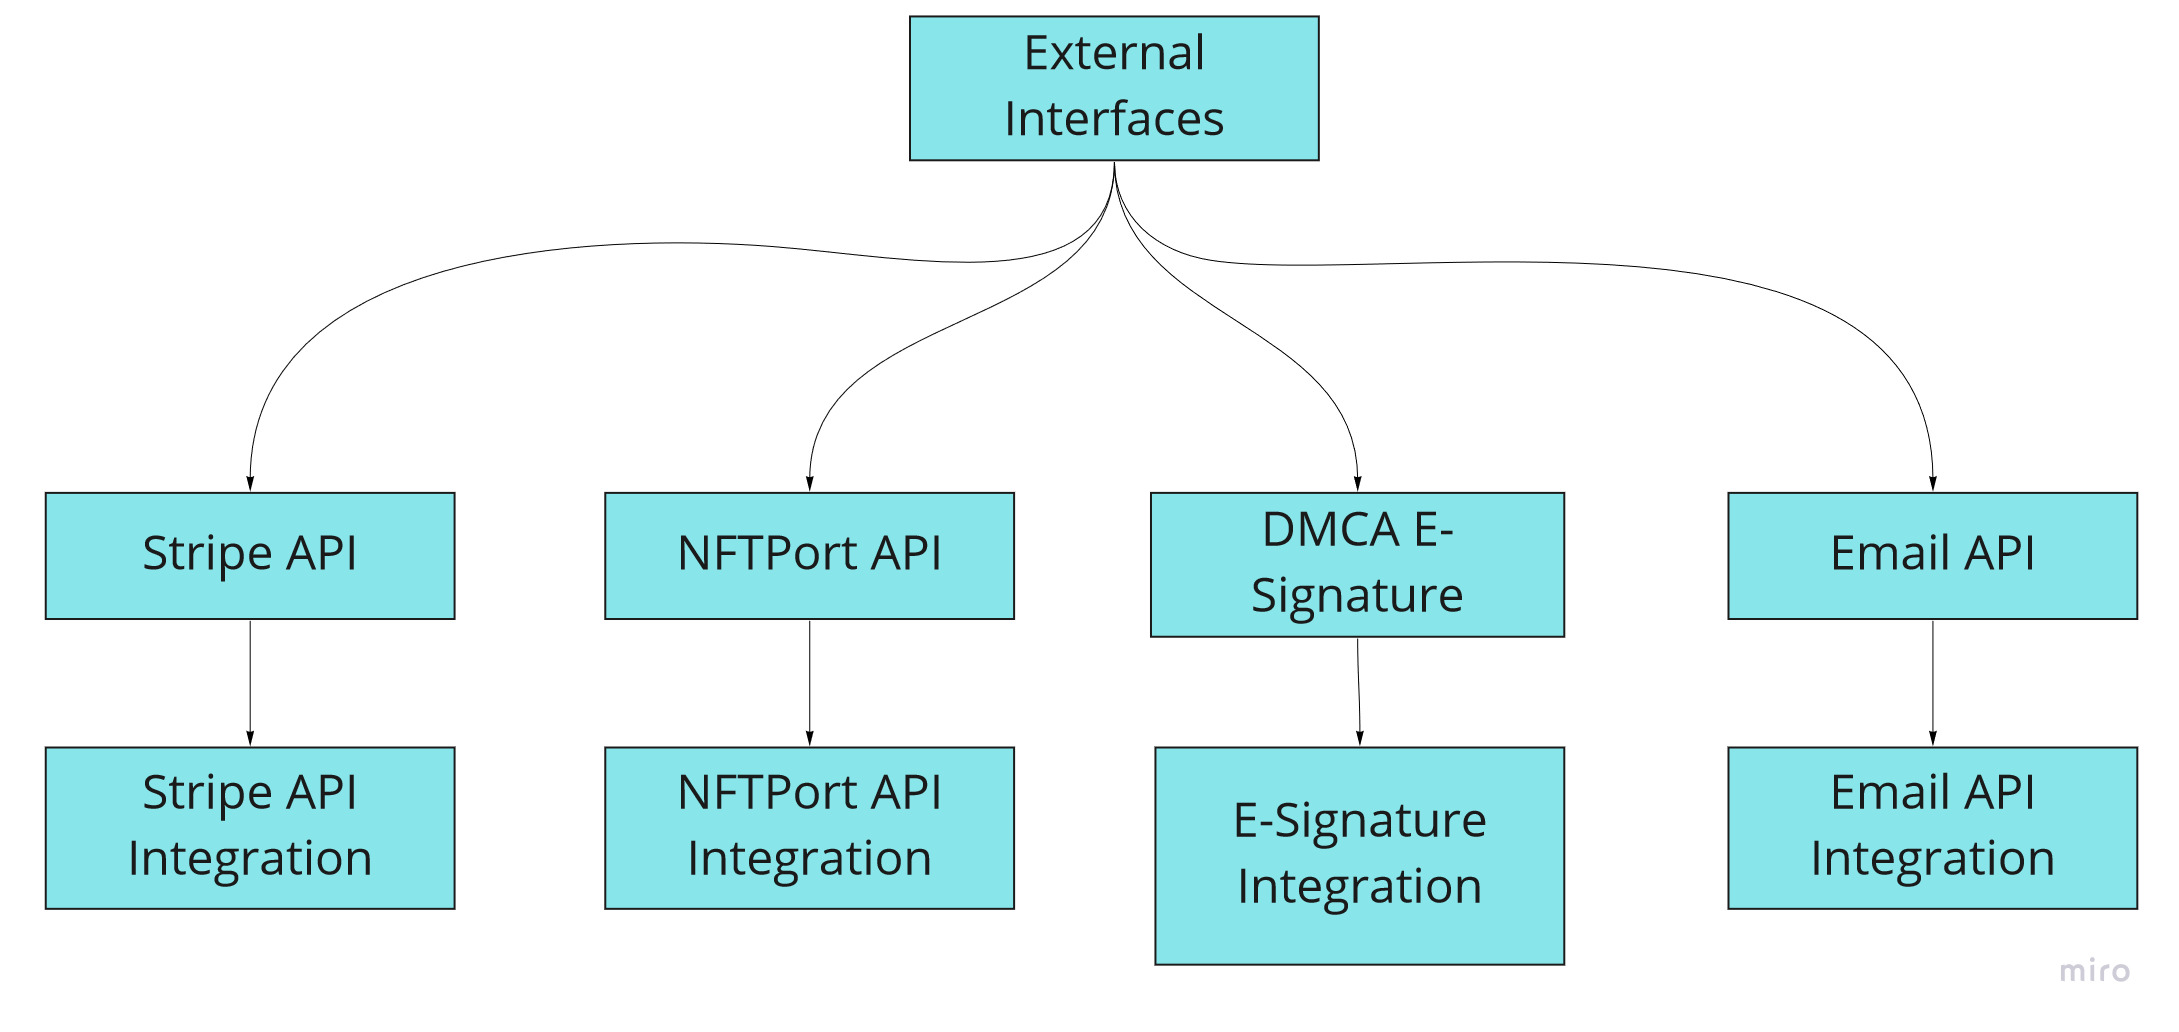 External
Interfaces
Stripe API
NFTPort API
DMCA E-
Signature
Email API
Stripe API
Integration
NFTPort API
Integration
E-Signature
Integration
Email API
Integration
miro